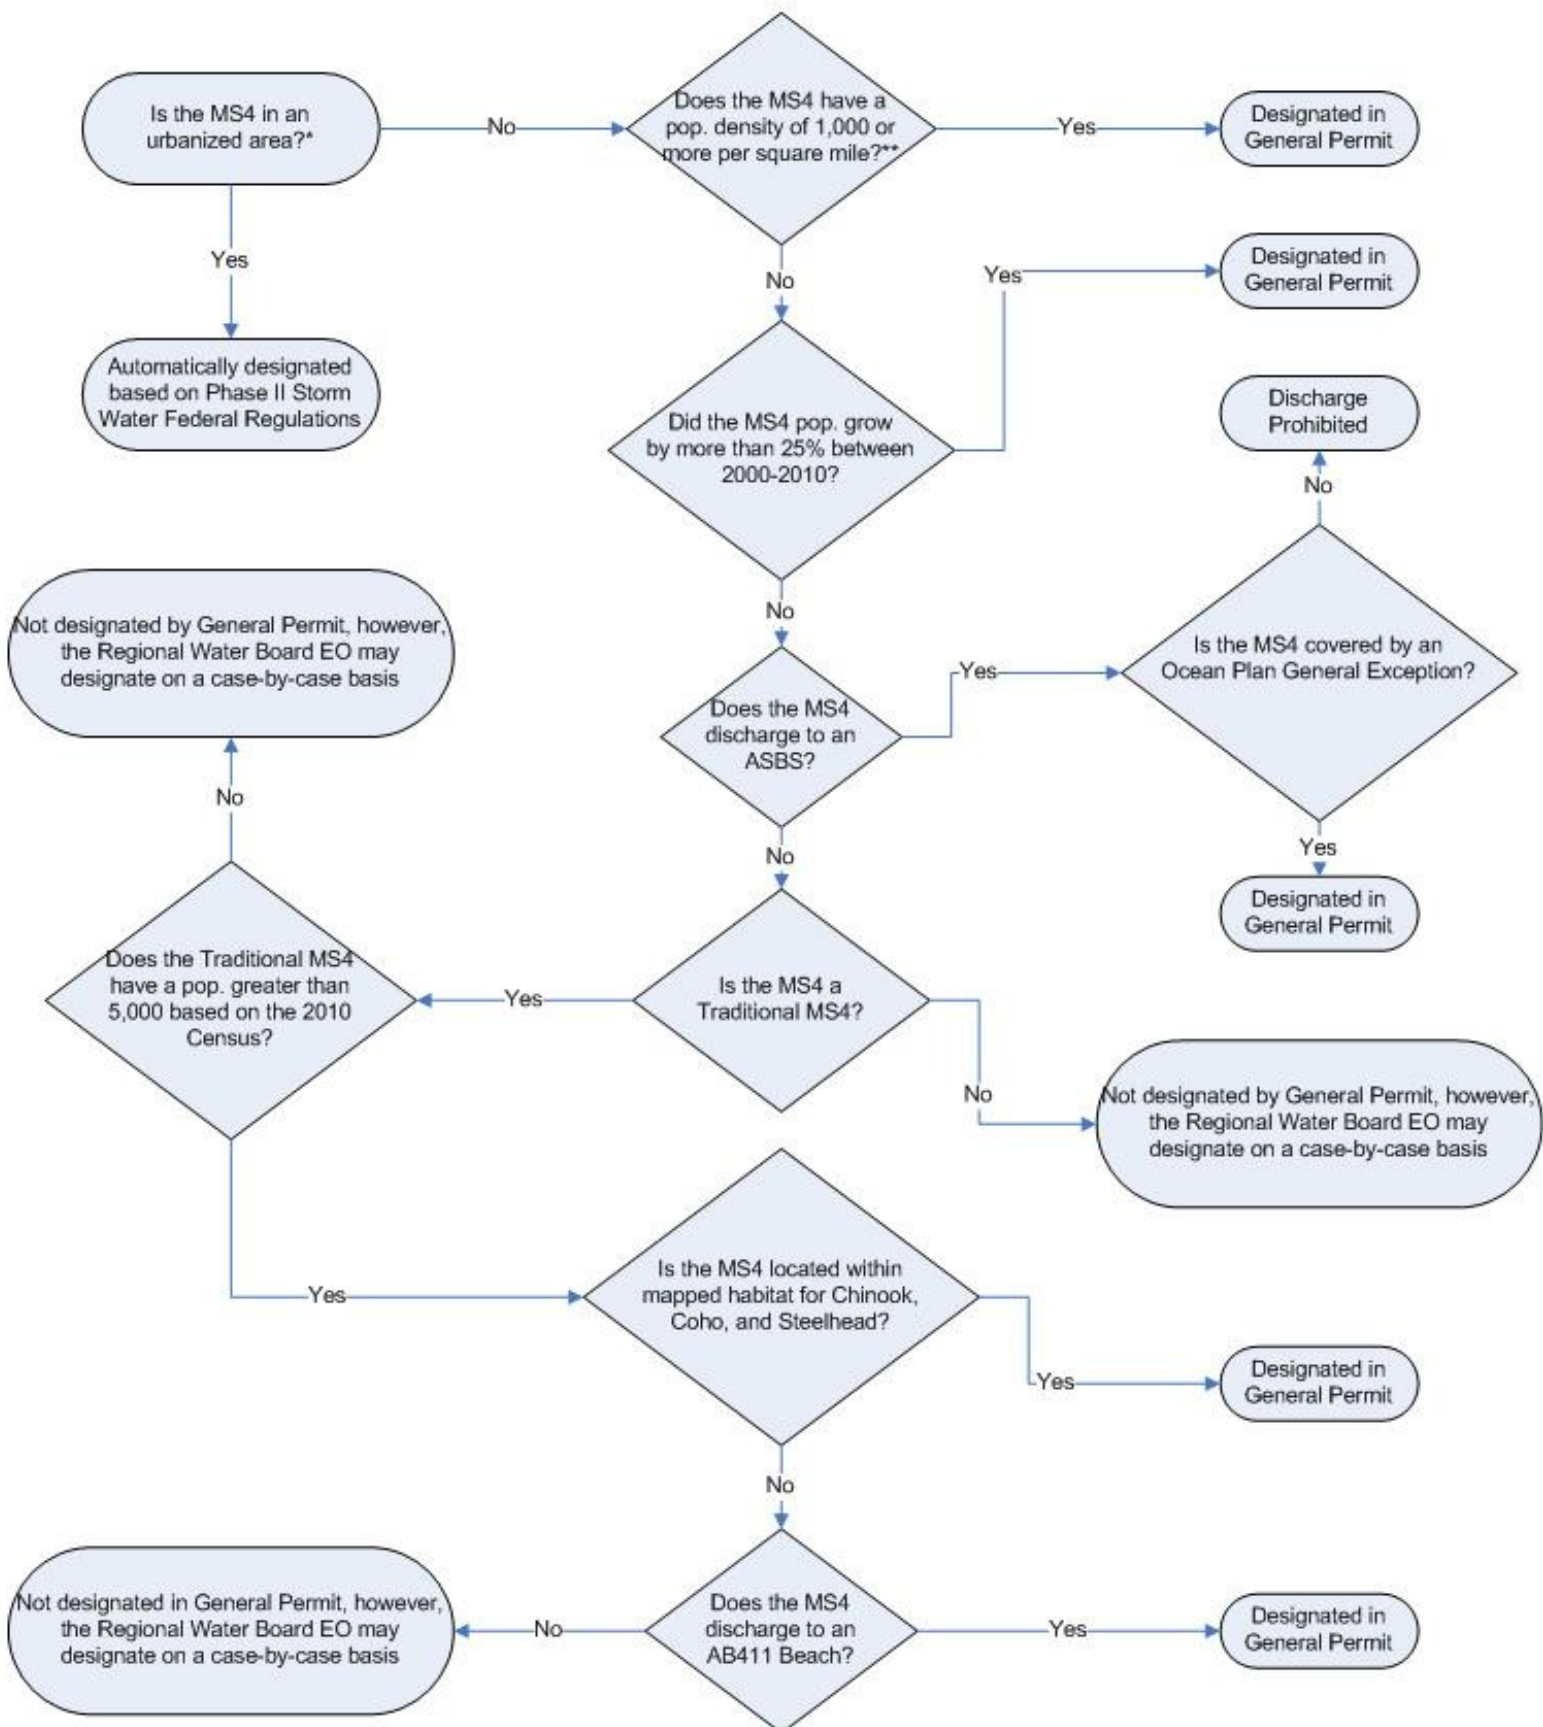 Is the MS4 in an
urbanized area?*
No
Does the MS4 have a
pop. density of 1,000 or
more per square mile?**
Yes
Designated in
General Permit
Yes
Automatically designated
based on Phase II Storm
Water Federal Regulations
No
Did the MS4 pop. grow
by more than 25% between
2000-2010?
Yes
Designated in
General Permit
No
Does the MS4
discharge to an
ASBS?
Yes
Is the MS4 covered by an
Ocean Plan General Exception?
No
Discharge
Prohibited
Yes
Designated in
General Permit
No
Is the MS4 a
Traditional MS4?
No
Not designated by General Permit, however,
the Regional Water Board EO may
designate on a case-by-case basis
Yes
Does the Traditional MS4
have a pop. greater than
5,000 based on the 2010
Census?
No
Not designated by General Permit, however,
the Regional Water Board EO may
designate on a case-by-case basis
Yes
Is the MS4 located within
mapped habitat for Chinook,
Coho, and Steelhead?
Yes
Designated in
General Permit
No
Does the MS4
discharge to an
AB411 Beach?
Yes
Designated in
General Permit
No
Not designated in General Permit, however,
the Regional Water Board EO may
designate on a case-by-case basis